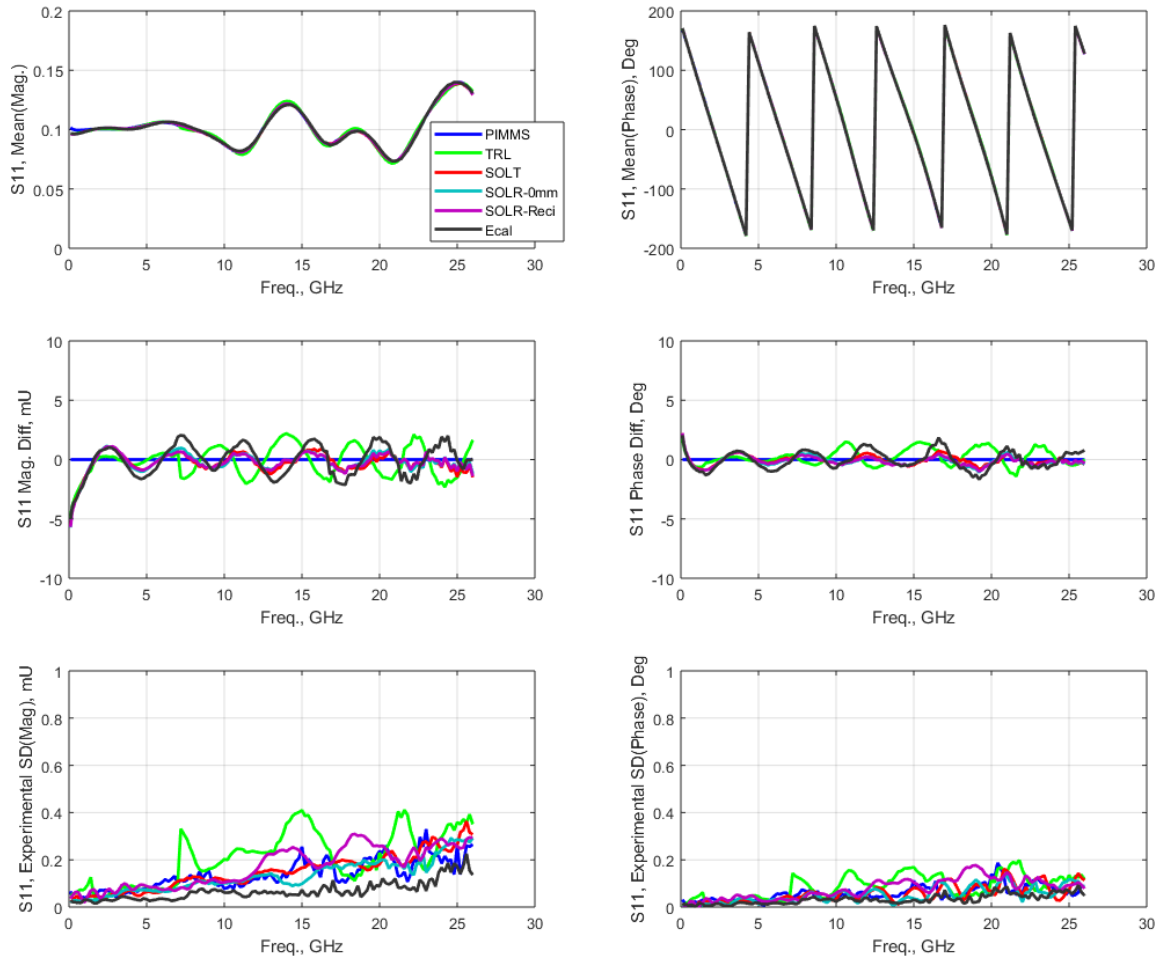 S11, Mean(Mag.)
0.2
0.15
0.1
0.05
0
0 5 10 15 20 25 30
Freq., GHz
PIMMS
TRL
SOLT
SOLR-0mm
SOLR-Reci
Ecal
S11, Mean(Phase), Deg
200
100
0
-100
-200
0 5 10 15 20 25 30
Freq., GHz
S11 Mag. Diff, mU
10
5
0
-5
-10
0 5 10 15 20 25 30
Freq., GHz
S11 Phase Diff, Deg
10
5
0
-5
-10
0 5 10 15 20 25 30
Freq., GHz
S11, Experimental SD(Mag), mU
1
0.8
0.6
0.4
0.2
0
0 5 10 15 20 25 30
Freq., GHz
S11, Experimental SD(Phase), Deg
1
0.8
0.6
0.4
0.2
0
0 5 10 15 20 25 30
Freq., GHz